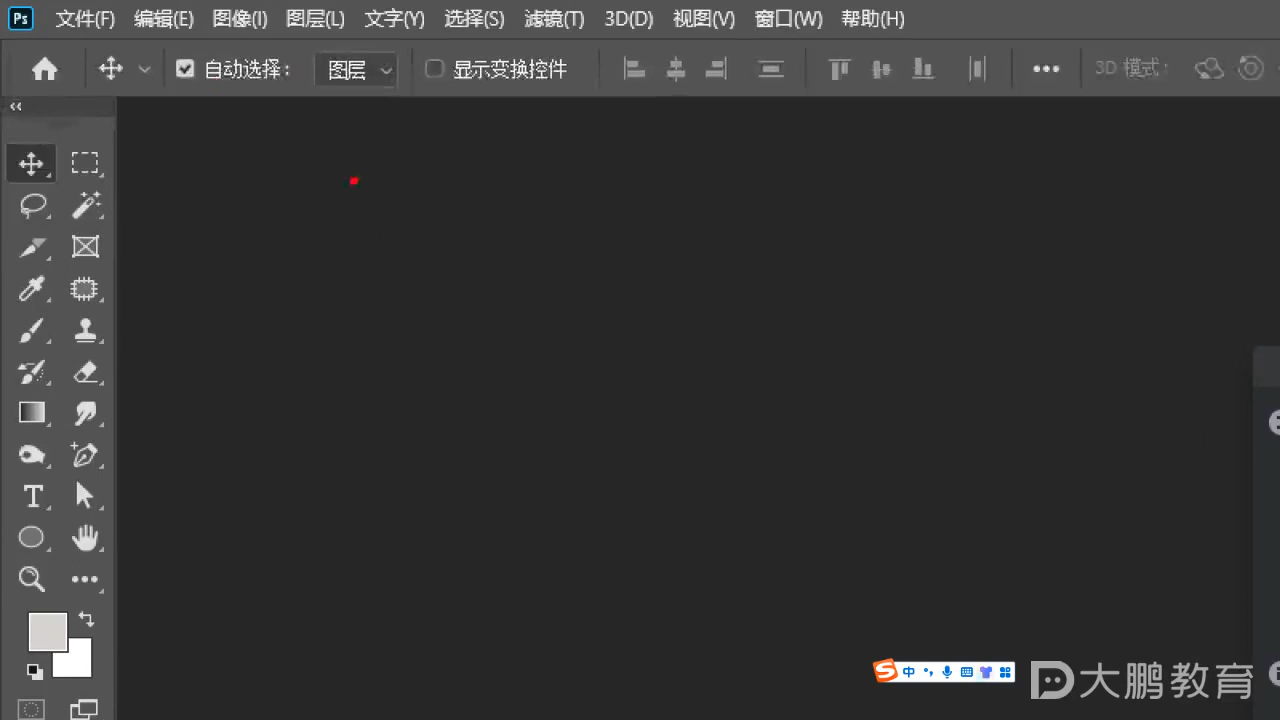 Ps 文件(F) 编辑(E) 图像(I) 图层(L) 文字(Y) 选择(S) 滤镜(T) 3D(D) 视图(V) 窗口(W) 帮助(H)
自动选择： 图层 显示变换控件 3D 模式：
T
S 中
大鹏教育